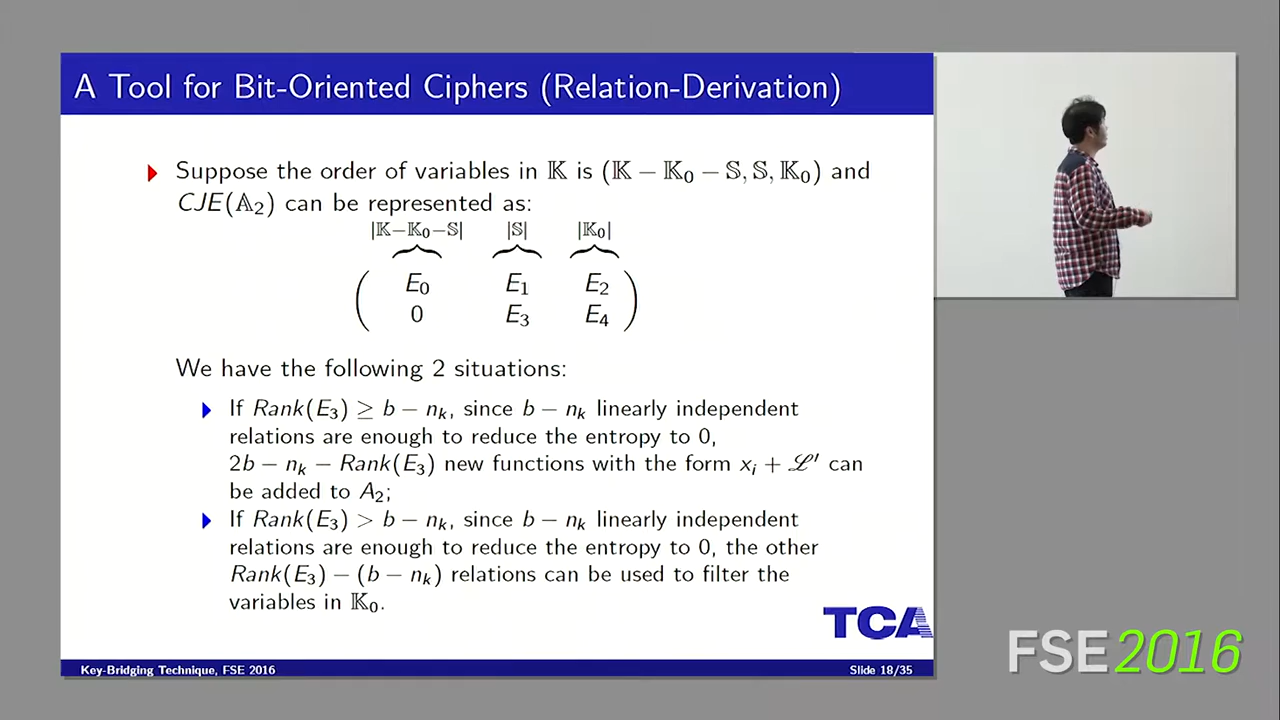 A Tool for Bit-Oriented Ciphers (Relation-Derivation)
Suppose the order of variables in 𝕂 is (𝕂 − 𝕂₀ − 𝕊, 𝕊, 𝕂₀) and
CJE(𝔸₂) can be represented as:
|𝕂−𝕂₀−𝕊| |𝕊| |𝕂₀|
E₀ E₁ E₂
0 E₃ E₄
We have the following 2 situations:
If Rank(E₃) ≥ b − nₖ, since b − nₖ linearly independent
relations are enough to reduce the entropy to 0,
2b − nₖ − Rank(E₃) new functions with the form xᵢ + ℒ′ can
be added to A₂;
If Rank(E₃) > b − nₖ, since b − nₖ linearly independent
relations are enough to reduce the entropy to 0, the other
Rank(E₃) − (b − nₖ) relations can be used to filter the
variables in 𝕂₀.
TCA
Key-Bridging Technique, FSE 2016
Slide 18/35
FSE2016